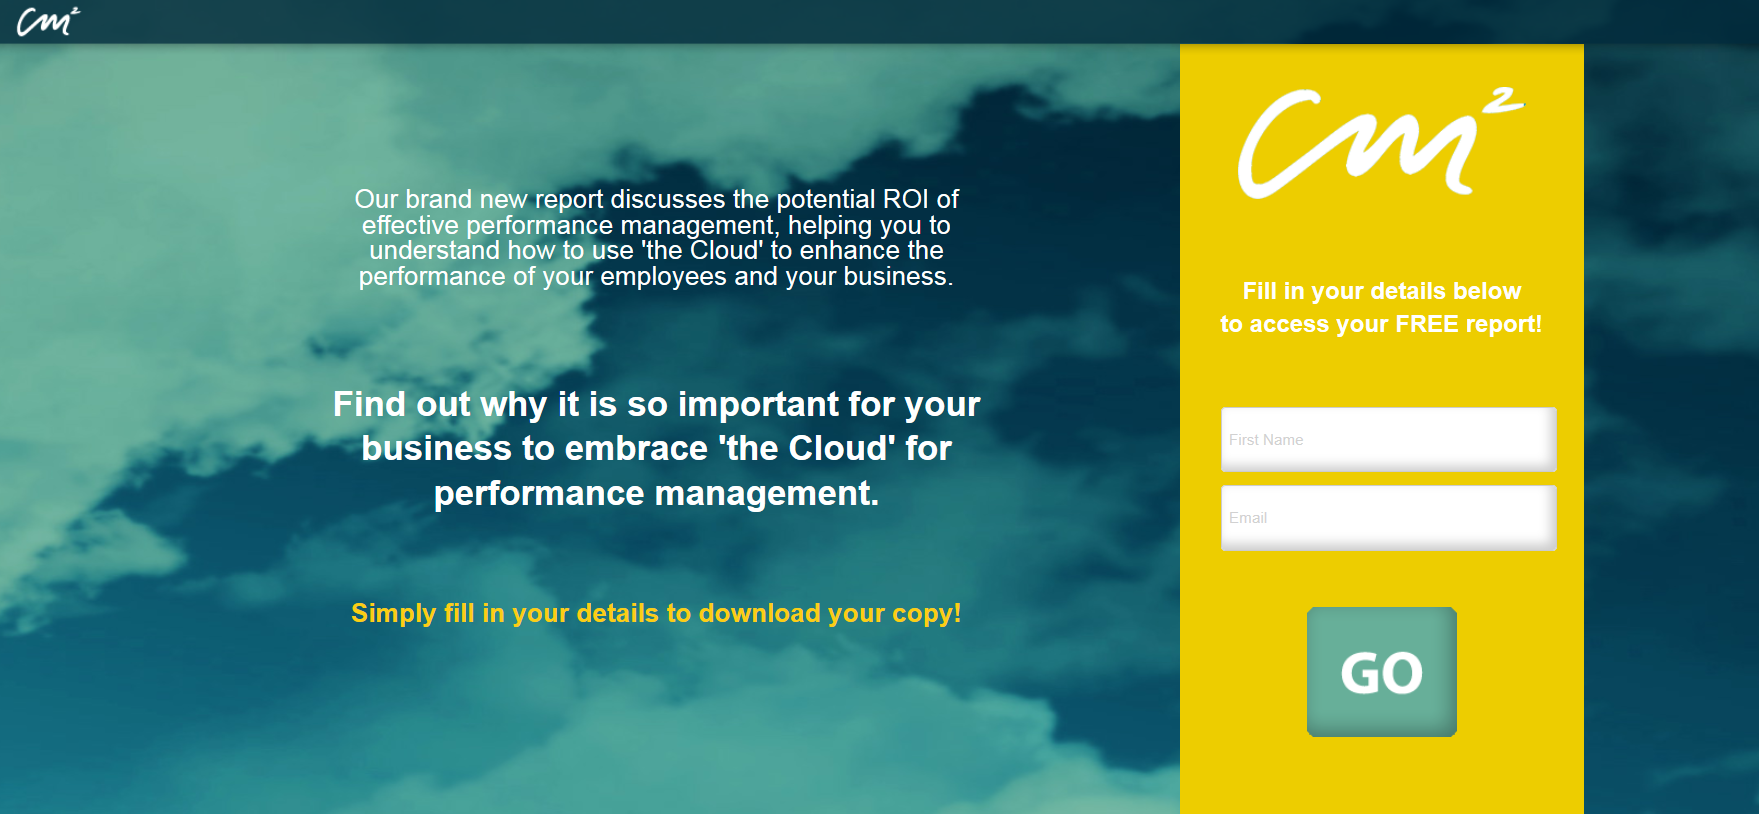 cm²
Our brand new report discusses the potential ROI of
effective performance management, helping you to
understand how to use 'the Cloud' to enhance the
performance of your employees and your business.
Find out why it is so important for your
business to embrace 'the Cloud' for
performance management.
Simply fill in your details to download your copy!
cm²
Fill in your details below
to access your FREE report!
First Name
Email
GO